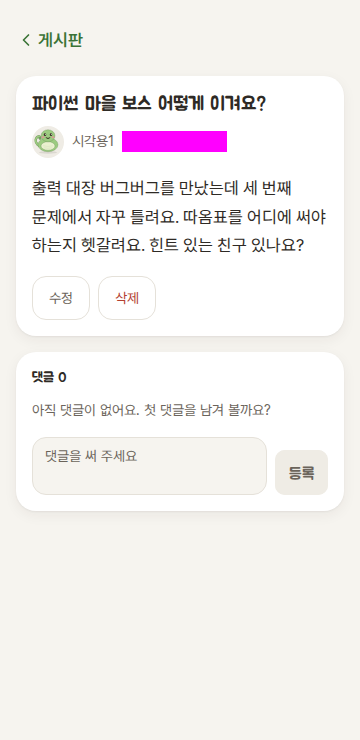 게시판
파이썬 마을 보스 어떻게 이겨요?
시각용1
출력 대장 버그버그를 만났는데 세 번째
문제에서 자꾸 틀려요. 따옴표를 어디에 써야
하는지 헷갈려요. 힌트 있는 친구 있나요?
수정
삭제
댓글 0
아직 댓글이 없어요. 첫 댓글을 남겨 볼까요?
댓글을 써 주세요
등록